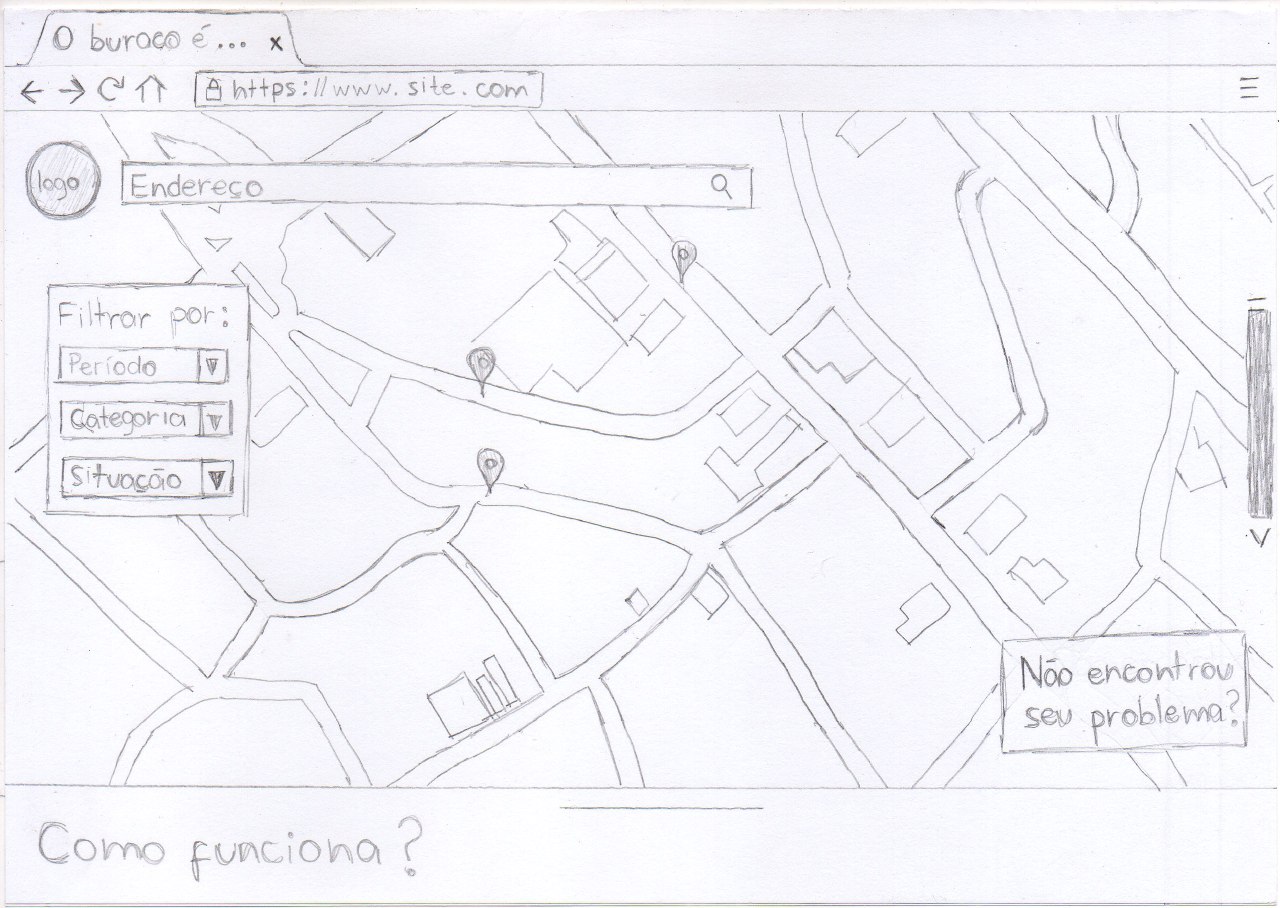 O buraco é... x
https://www.site.com
logo
Endereço
Filtrar por:
Período
Categoria
Situação
Não encontrou
seu problema?
Como funciona?